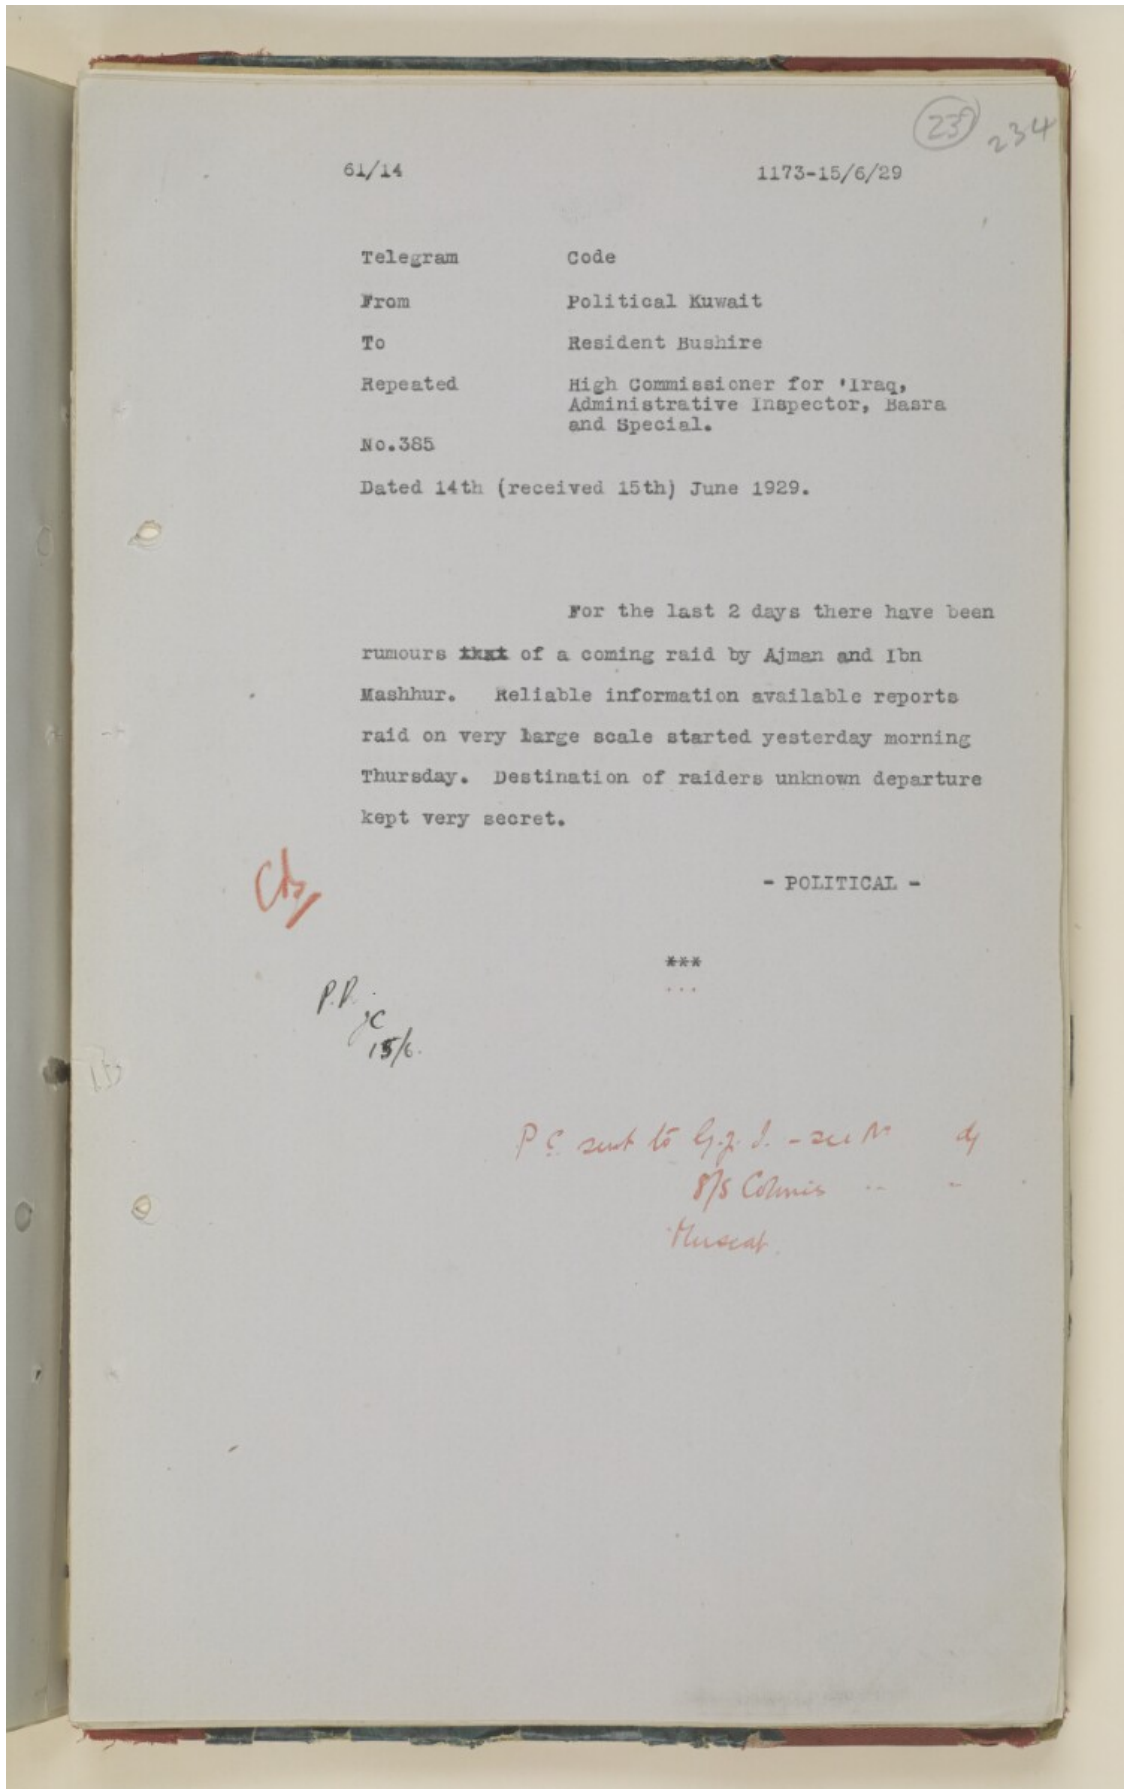 234
61/14 1173-15/6/29
Telegram Code
From Political Kuwait
To Resident Bushire
Repeated High Commissioner for 'Iraq,
Administrative Inspector, Basra
and Special.
No.385
Dated 14th (received 15th) June 1929.
For the last 2 days there have been
rumours that of a coming raid by Ajman and Ibn
Mashhur. Reliable information available reports
raid on very large scale started yesterday morning
Thursday. Destination of raiders unknown departure
kept very secret.
- POLITICAL -
***
...
15/6.
sent to
Muscat